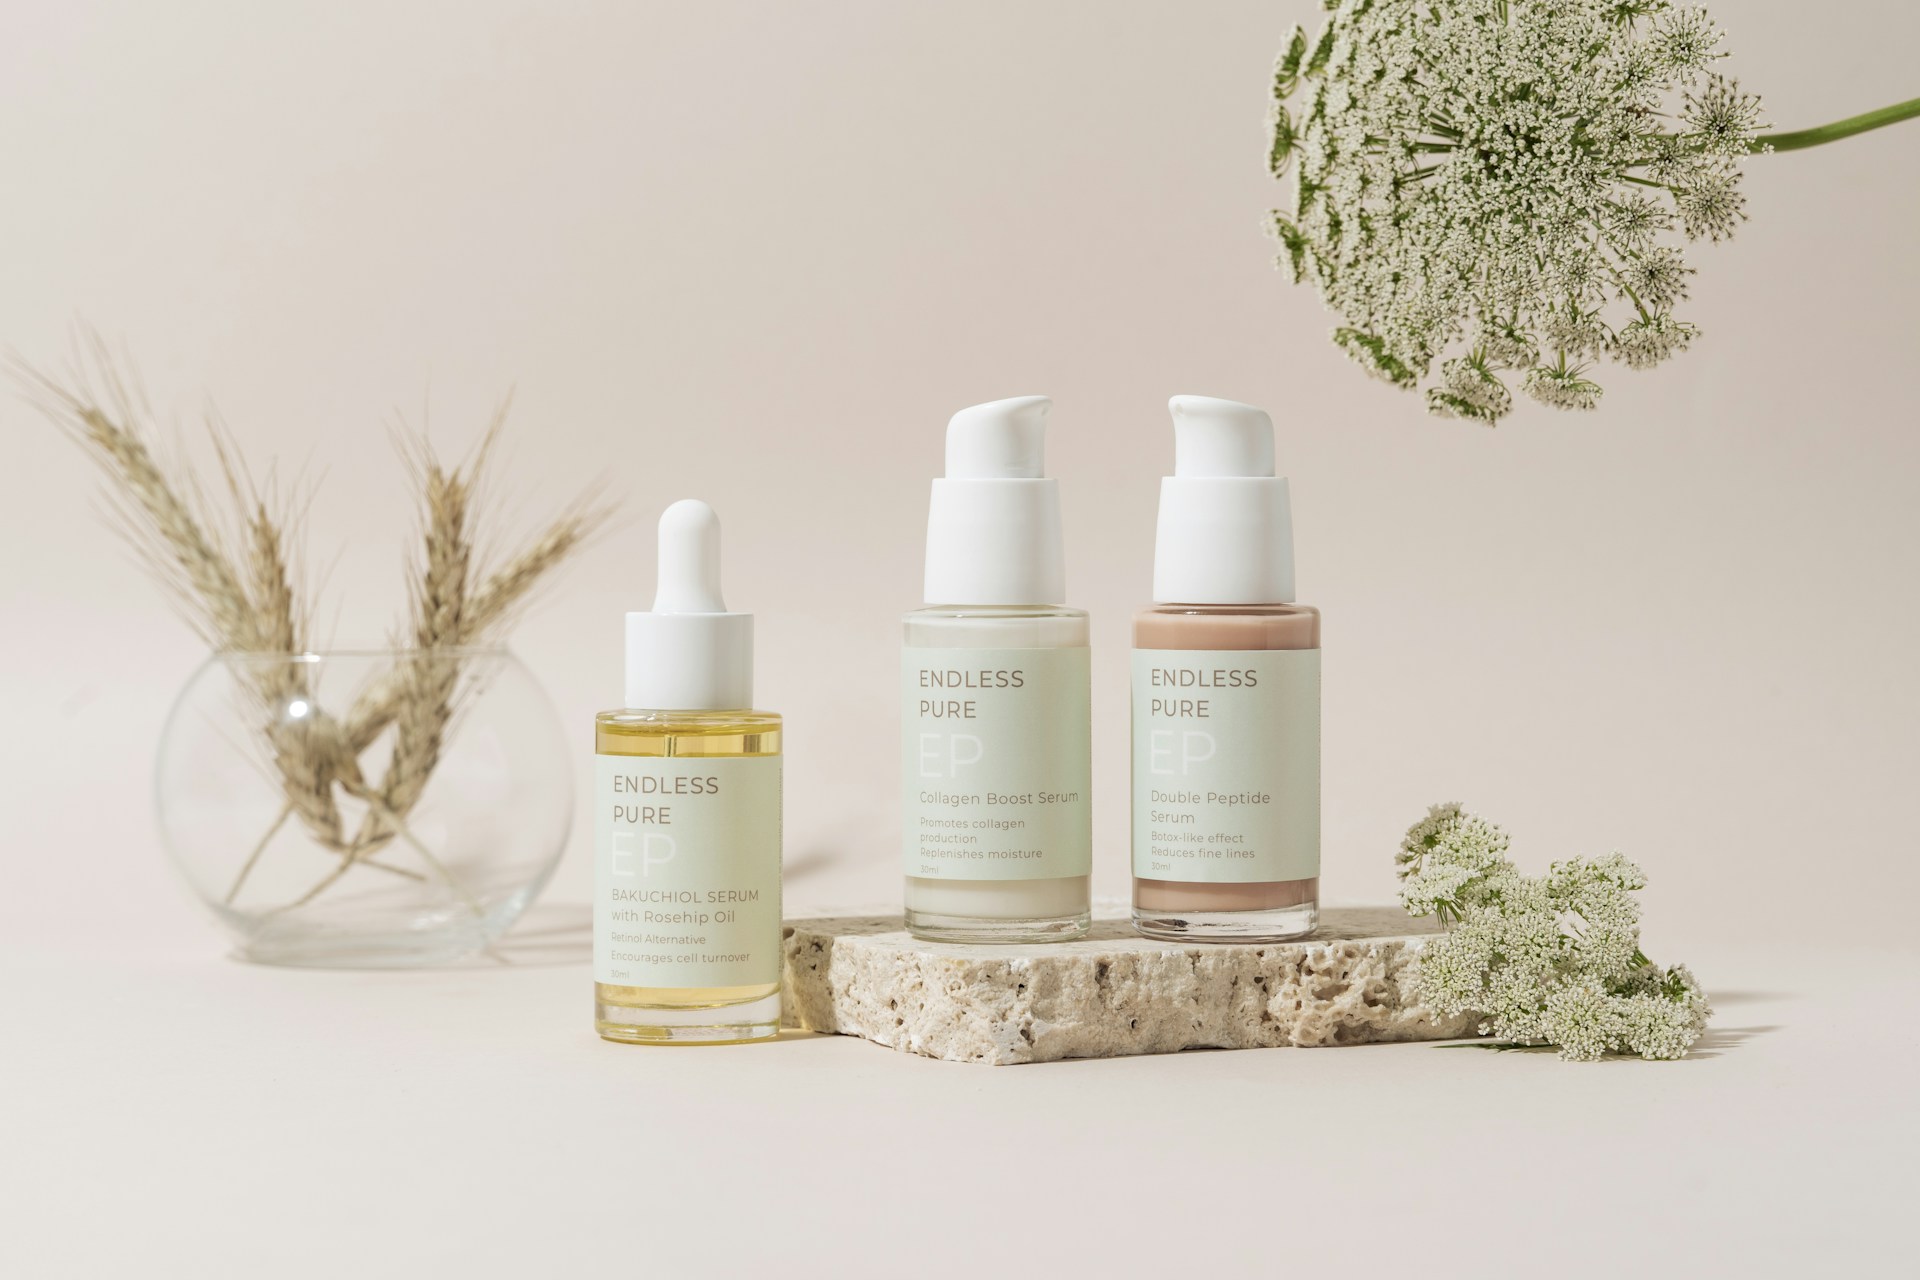 ENDLESS
PURE
EP
BAKUCHIOL SERUM
with Rosehip Oil
Retinol Alternative
Encourages cell turnover
30ml
ENDLESS
PURE
EP
Collagen Boost Serum
Promotes collagen
production
Replenishes moisture
30ml
ENDLESS
PURE
EP
Double Peptide
Serum
Botox-like effect
Reduces fine lines
30ml